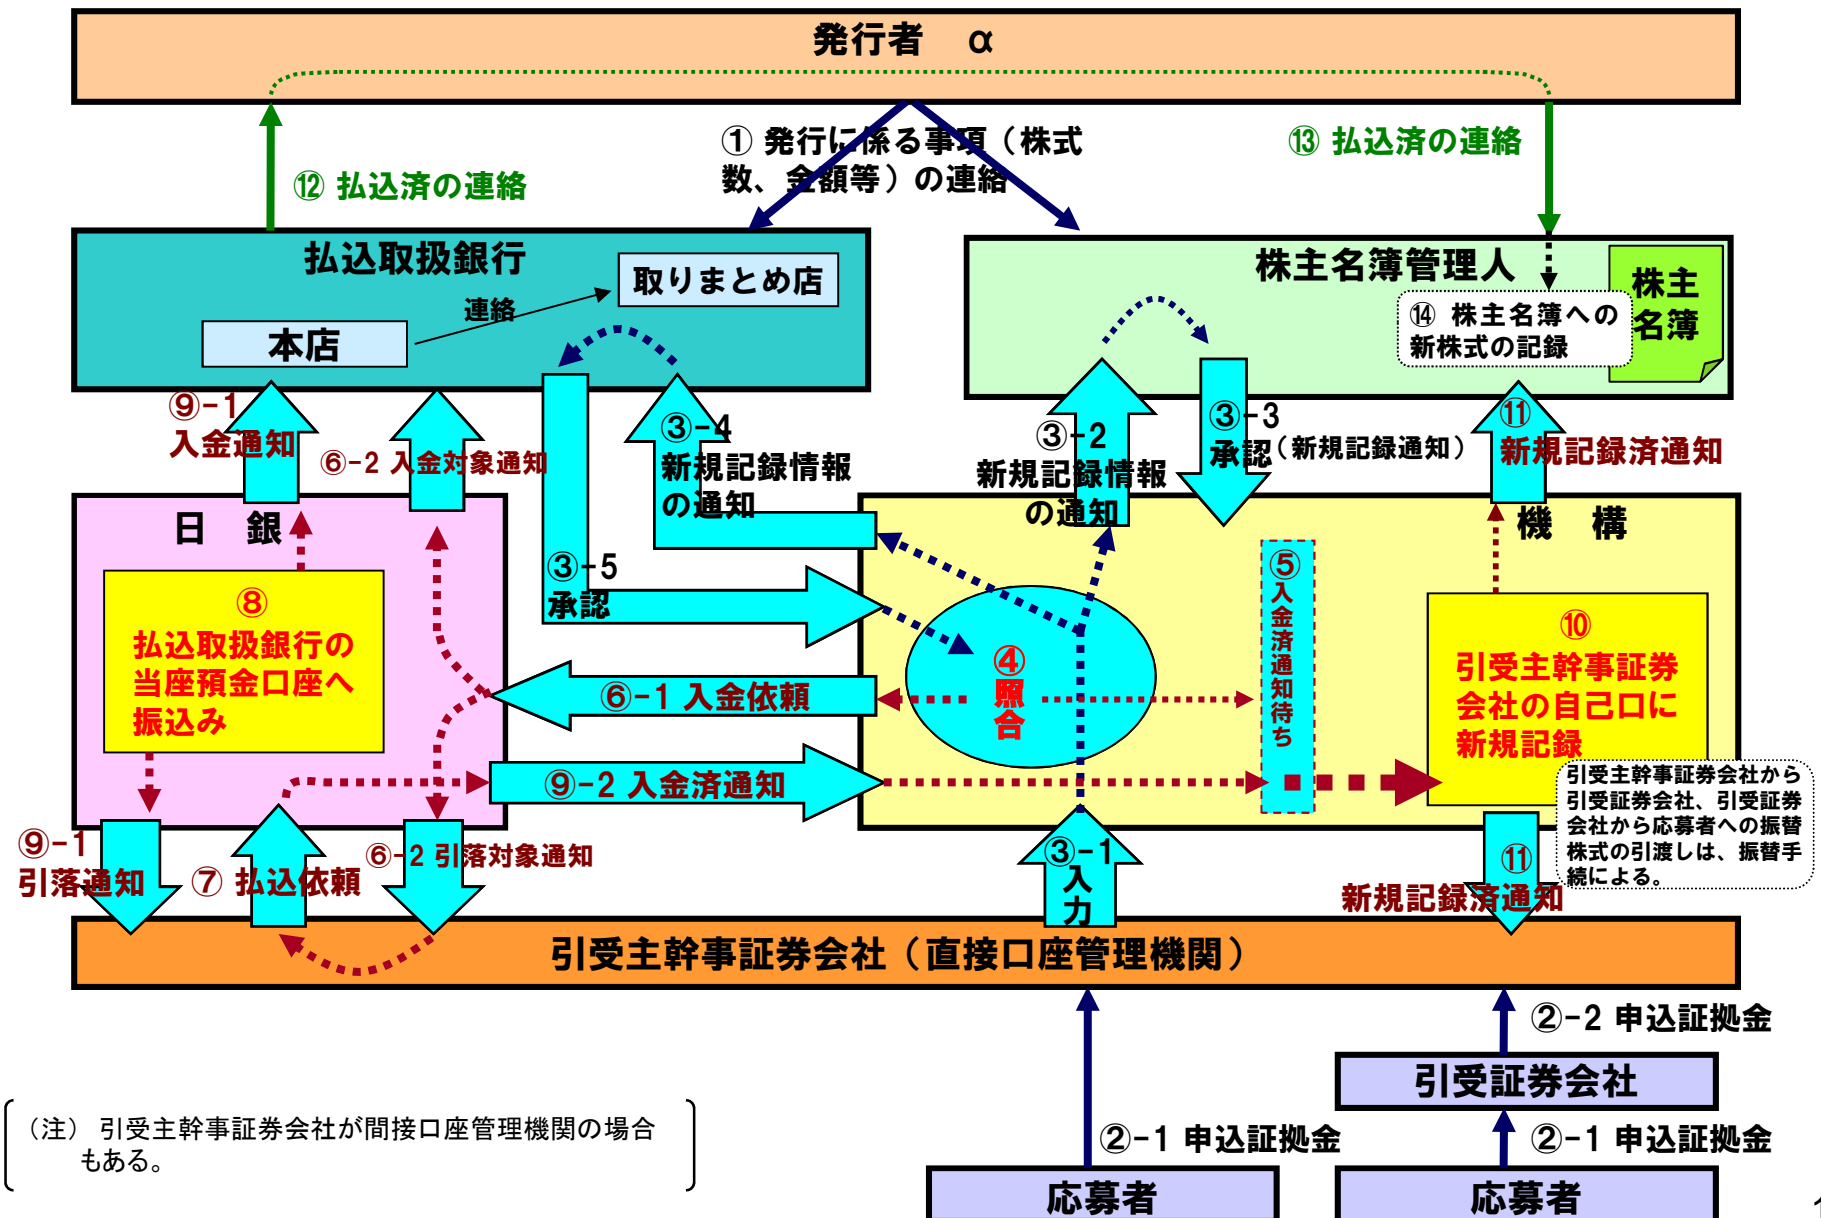 発行者　α
① 発行に係る事項（株式
数、金額等）の連絡
⑬ 払込済の連絡
⑫ 払込済の連絡
払込取扱銀行
取りまとめ店
連絡
本店
株主名簿管理人
株主
名簿
⑭ 株主名簿への
新株式の記録
⑨-1
入金通知
⑥-2 入金対象通知
③-4
新規記録情報
の通知
③-2
新規記録情報
の通知
③-3
承認（新規記録通知）
⑪
新規記録済通知
日　銀
機　構
③-5
承認
⑤
入金済通知待ち
⑧
払込取扱銀行の
当座預金口座へ
振込み
④
照合
⑩
引受主幹事証券
会社の自己口に
新規記録
⑥-1 入金依頼
⑨-2 入金済通知
引受主幹事証券会社から
引受証券会社、引受証券
会社から応募者への振替
株式の引渡しは、振替手
続による。
⑨-1
引落通知
⑦ 払込依頼
⑥-2 引落対象通知
③-1
入力
⑪
新規記録済通知
引受主幹事証券会社（直接口座管理機関）
②-2 申込証拠金
引受証券会社
②-1 申込証拠金
②-1 申込証拠金
応募者
応募者
（注） 引受主幹事証券会社が間接口座管理機関の場合
もある。